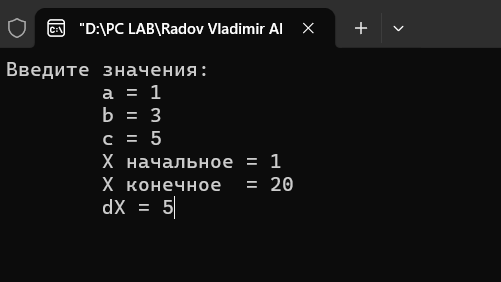 "D:\PC LAB\Radov Vladimir Al
Введите значения:
a = 1
b = 3
c = 5
X начальное = 1
X конечное  = 20
dX = 5